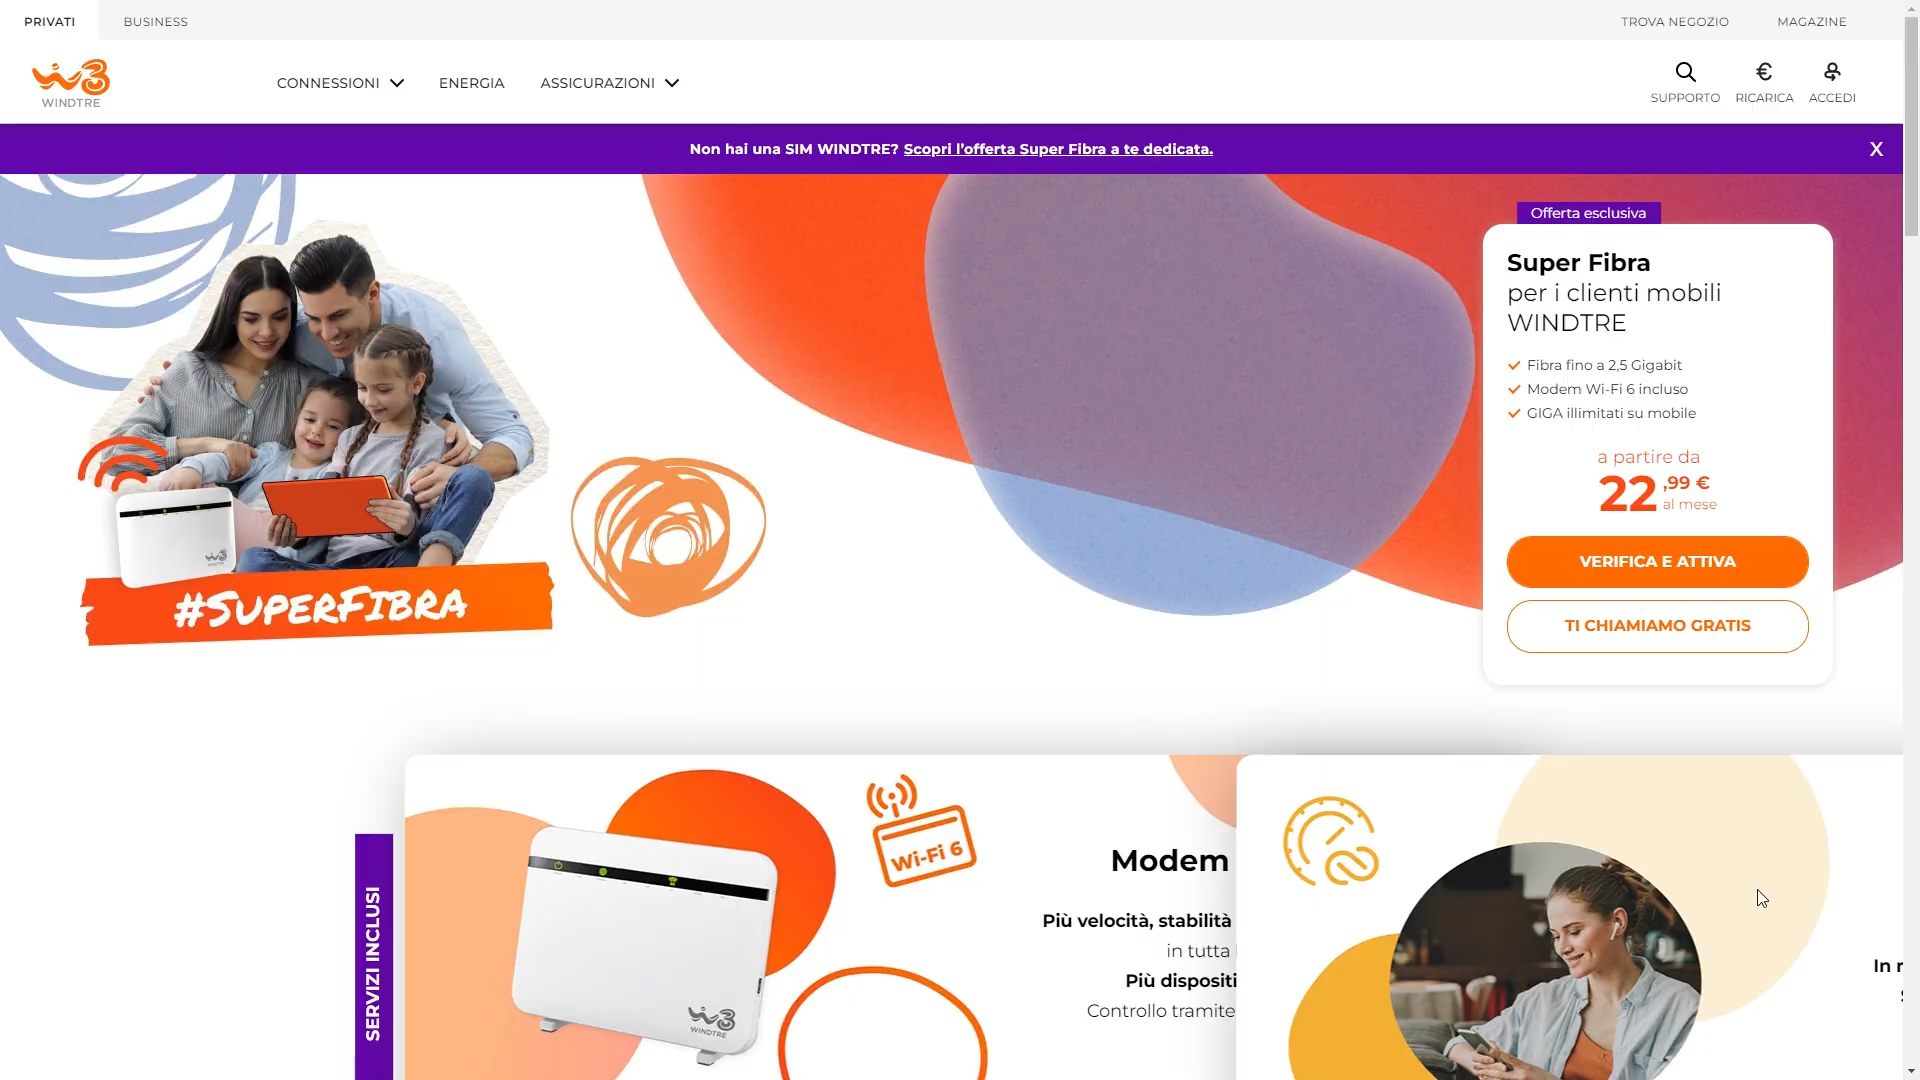 PRIVATI
BUSINESS
TROVA NEGOZIO
MAGAZINE
WINDTRE
CONNESSIONI
ENERGIA
ASSICURAZIONI
SUPPORTO
€
RICARICA
ACCEDI
Non hai una SIM WINDTRE? Scopri l’offerta Super Fibra a te dedicata.
X
Offerta esclusiva
Super Fibra
per i clienti mobili
WINDTRE
Fibra fino a 2,5 Gigabit
Modem Wi-Fi 6 incluso
GIGA illimitati su mobile
a partire da
22,99 €
al mese
VERIFICA E ATTIVA
TI CHIAMIAMO GRATIS
#SUPERFIBRA
SERVIZI INCLUSI
Wi-Fi 6
WINDTRE
Modem
Più velocità, stabilità
in tutta
Più dispositi
Controllo tramite
In r